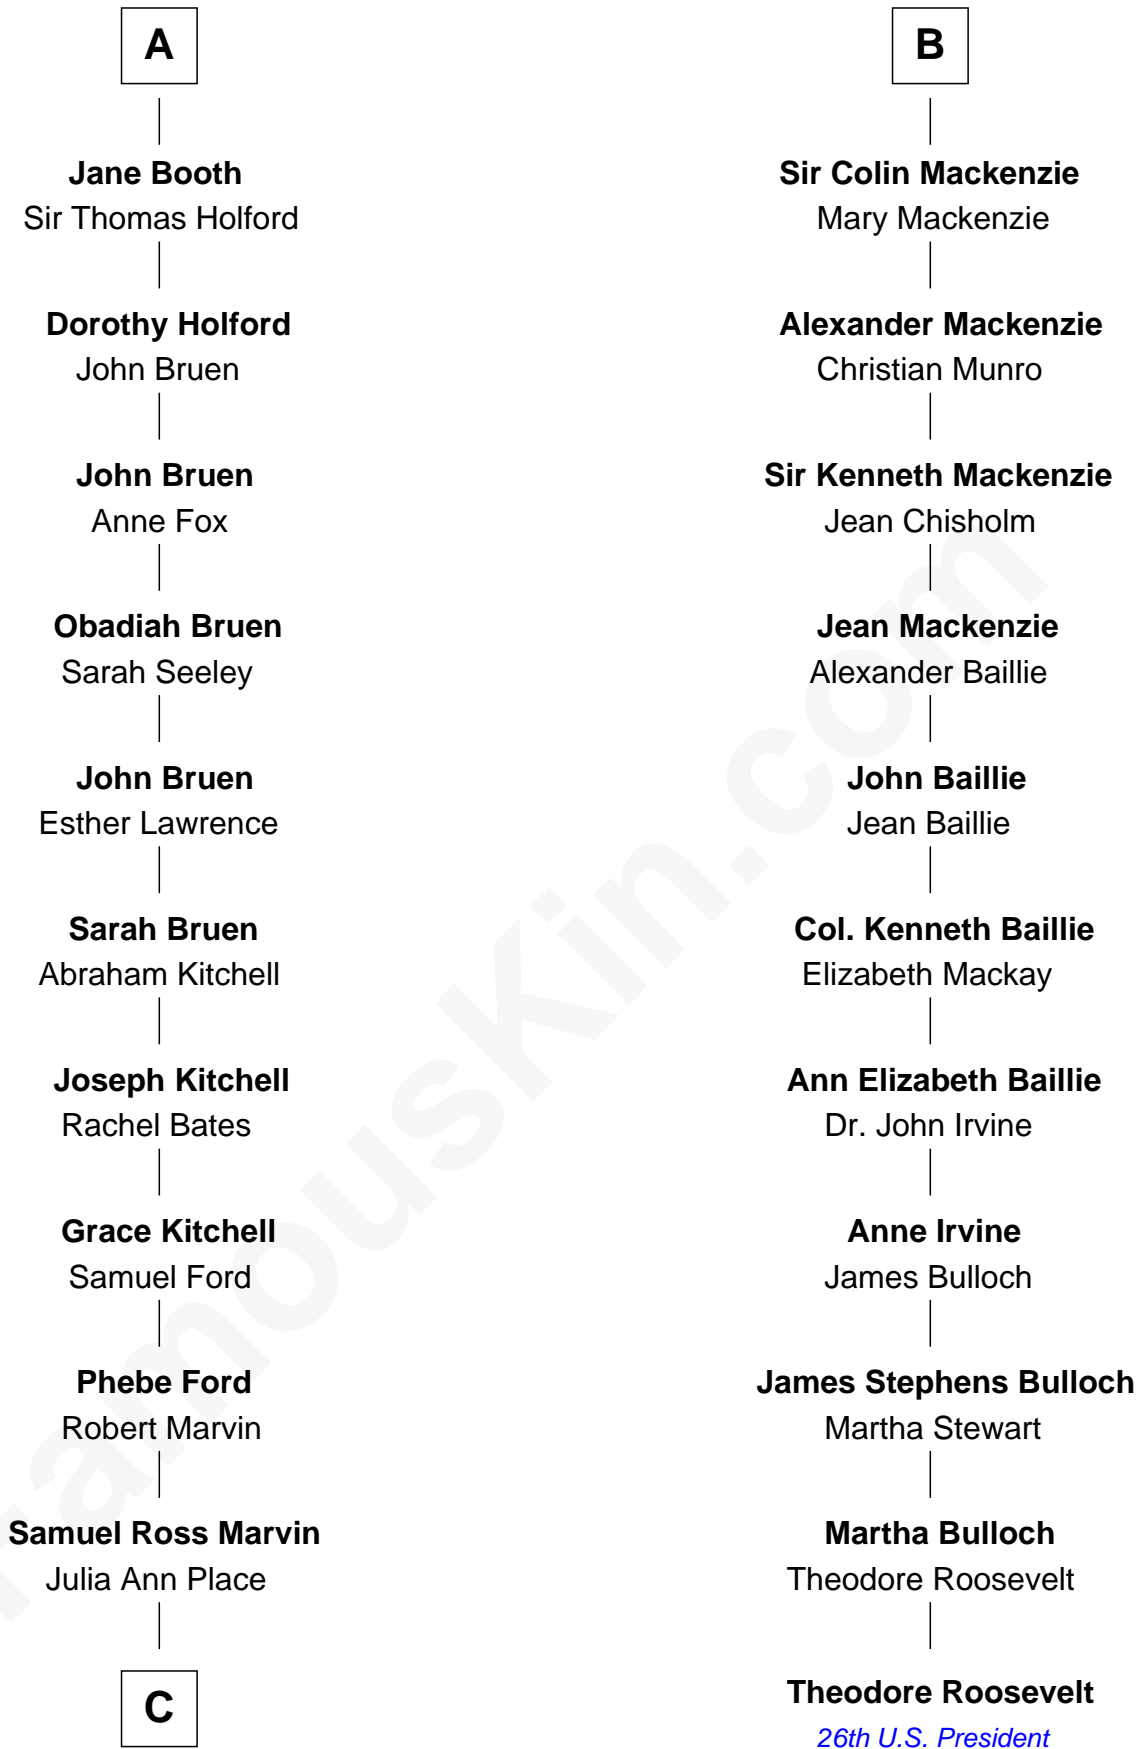 A
Jane Booth
Sir Thomas Holford
Dorothy Holford
John Bruen
John Bruen
Anne Fox
Obadiah Bruen
Sarah Seeley
John Bruen
Esther Lawrence
Sarah Bruen
Abraham Kitchell
Joseph Kitchell
Rachel Bates
Grace Kitchell
Samuel Ford
Phebe Ford
Robert Marvin
Samuel Ross Marvin
Julia Ann Place
C
B
Sir Colin Mackenzie
Mary Mackenzie
Alexander Mackenzie
Christian Munro
Sir Kenneth Mackenzie
Jean Chisholm
Jean Mackenzie
Alexander Baillie
John Baillie
Jean Baillie
Col. Kenneth Baillie
Elizabeth Mackay
Ann Elizabeth Baillie
Dr. John Irvine
Anne Irvine
James Bulloch
James Stephens Bulloch
Martha Stewart
Martha Bulloch
Theodore Roosevelt
Theodore Roosevelt
26th U.S. President
FamousKin.com